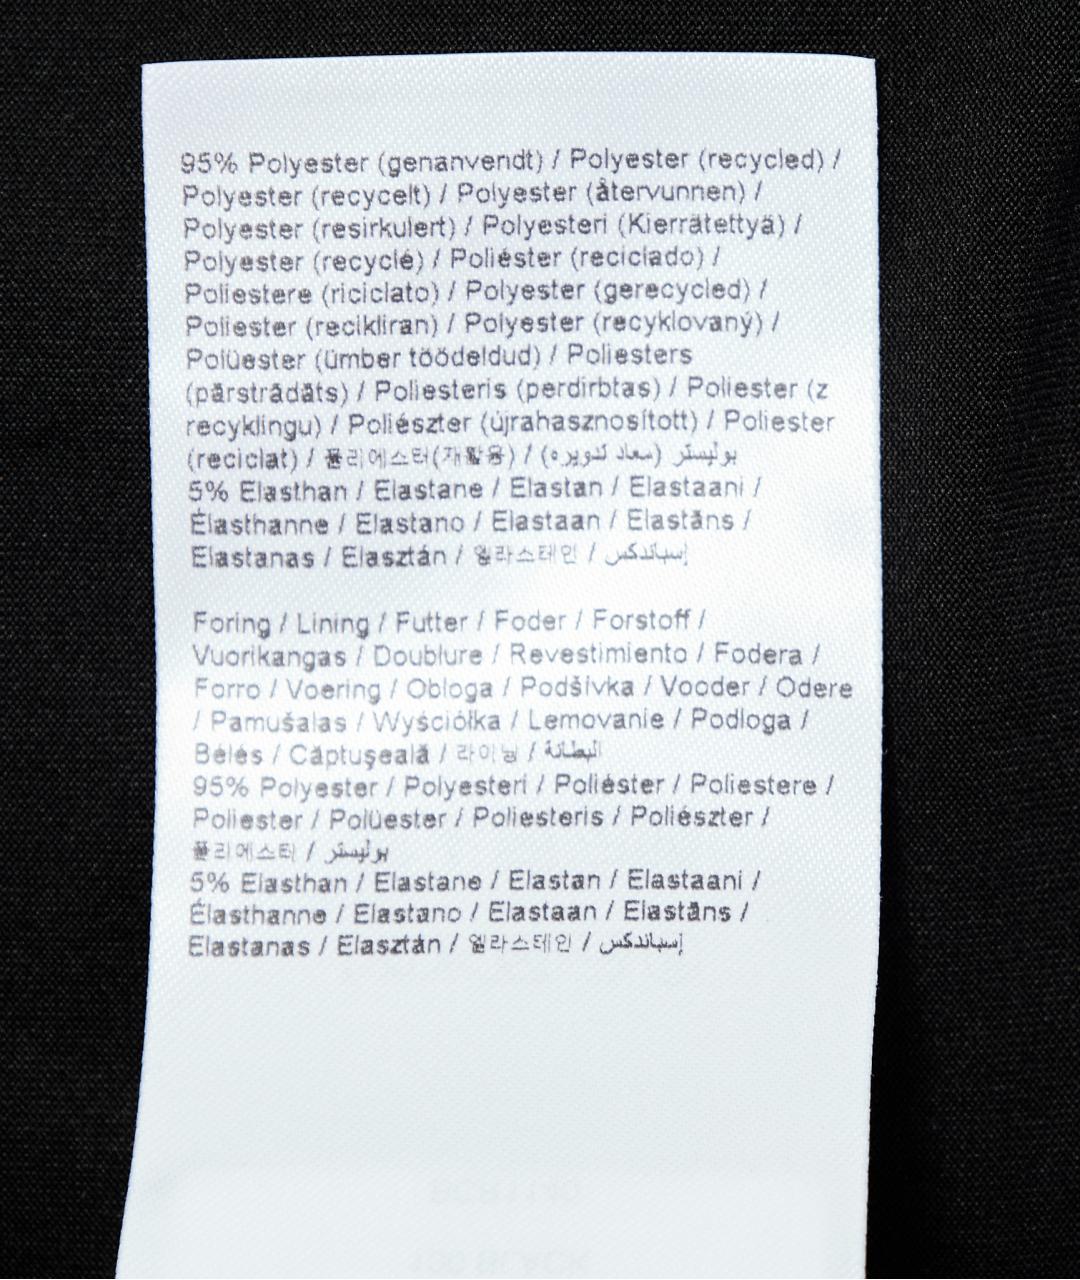 95% Polyester (genanvendt) / Polyester (recycled) /
Polyester (recycelt) / Polyester (återvunnen) /
Polyester (resirkulert) / Polyesteri (Kierrätettyä) /
Polyester (recyclé) / Poliéster (reciclado) /
Poliestere (riciclato) / Polyester (gerecycled) /
Poliester (recikliran) / Polyester (recyklovaný) /
Polüester (ümber töödeldud) / Poliesters
(pārstrādāts) / Poliesteris (perdirbtas) / Poliester (z
recyklingu) / Poliészter (újrahasznosított) / Poliester
(reciclat) / 폴리에스터(재활용) / بوليستر (معاد تدويره)
5% Elasthan / Elastane / Elastan / Elastaani /
Élasthanne / Elastano / Elastaan / Elastāns /
Elastanas / Elasztán / 엘라스테인 / إسباندكس
Foring / Lining / Futter / Foder / Forstoff /
Vuorikangas / Doublure / Revestimiento / Fodera /
Forro / Voering / Obloga / Podšívka / Vooder / Odere
/ Pamušalas / Wyściółka / Lemovanie / Podloga /
Bélés / Căptuşeală / 라이닝 / البطانة
95% Polyester / Polyesteri / Poliéster / Poliestere /
Poliester / Polüester / Poliesteris / Poliészter /
폴리에스터 / بوليستر
5% Elasthan / Elastane / Elastan / Elastaani /
Élasthanne / Elastano / Elastaan / Elastāns /
Elastanas / Elasztán / 엘라스테인 / إسباندكس